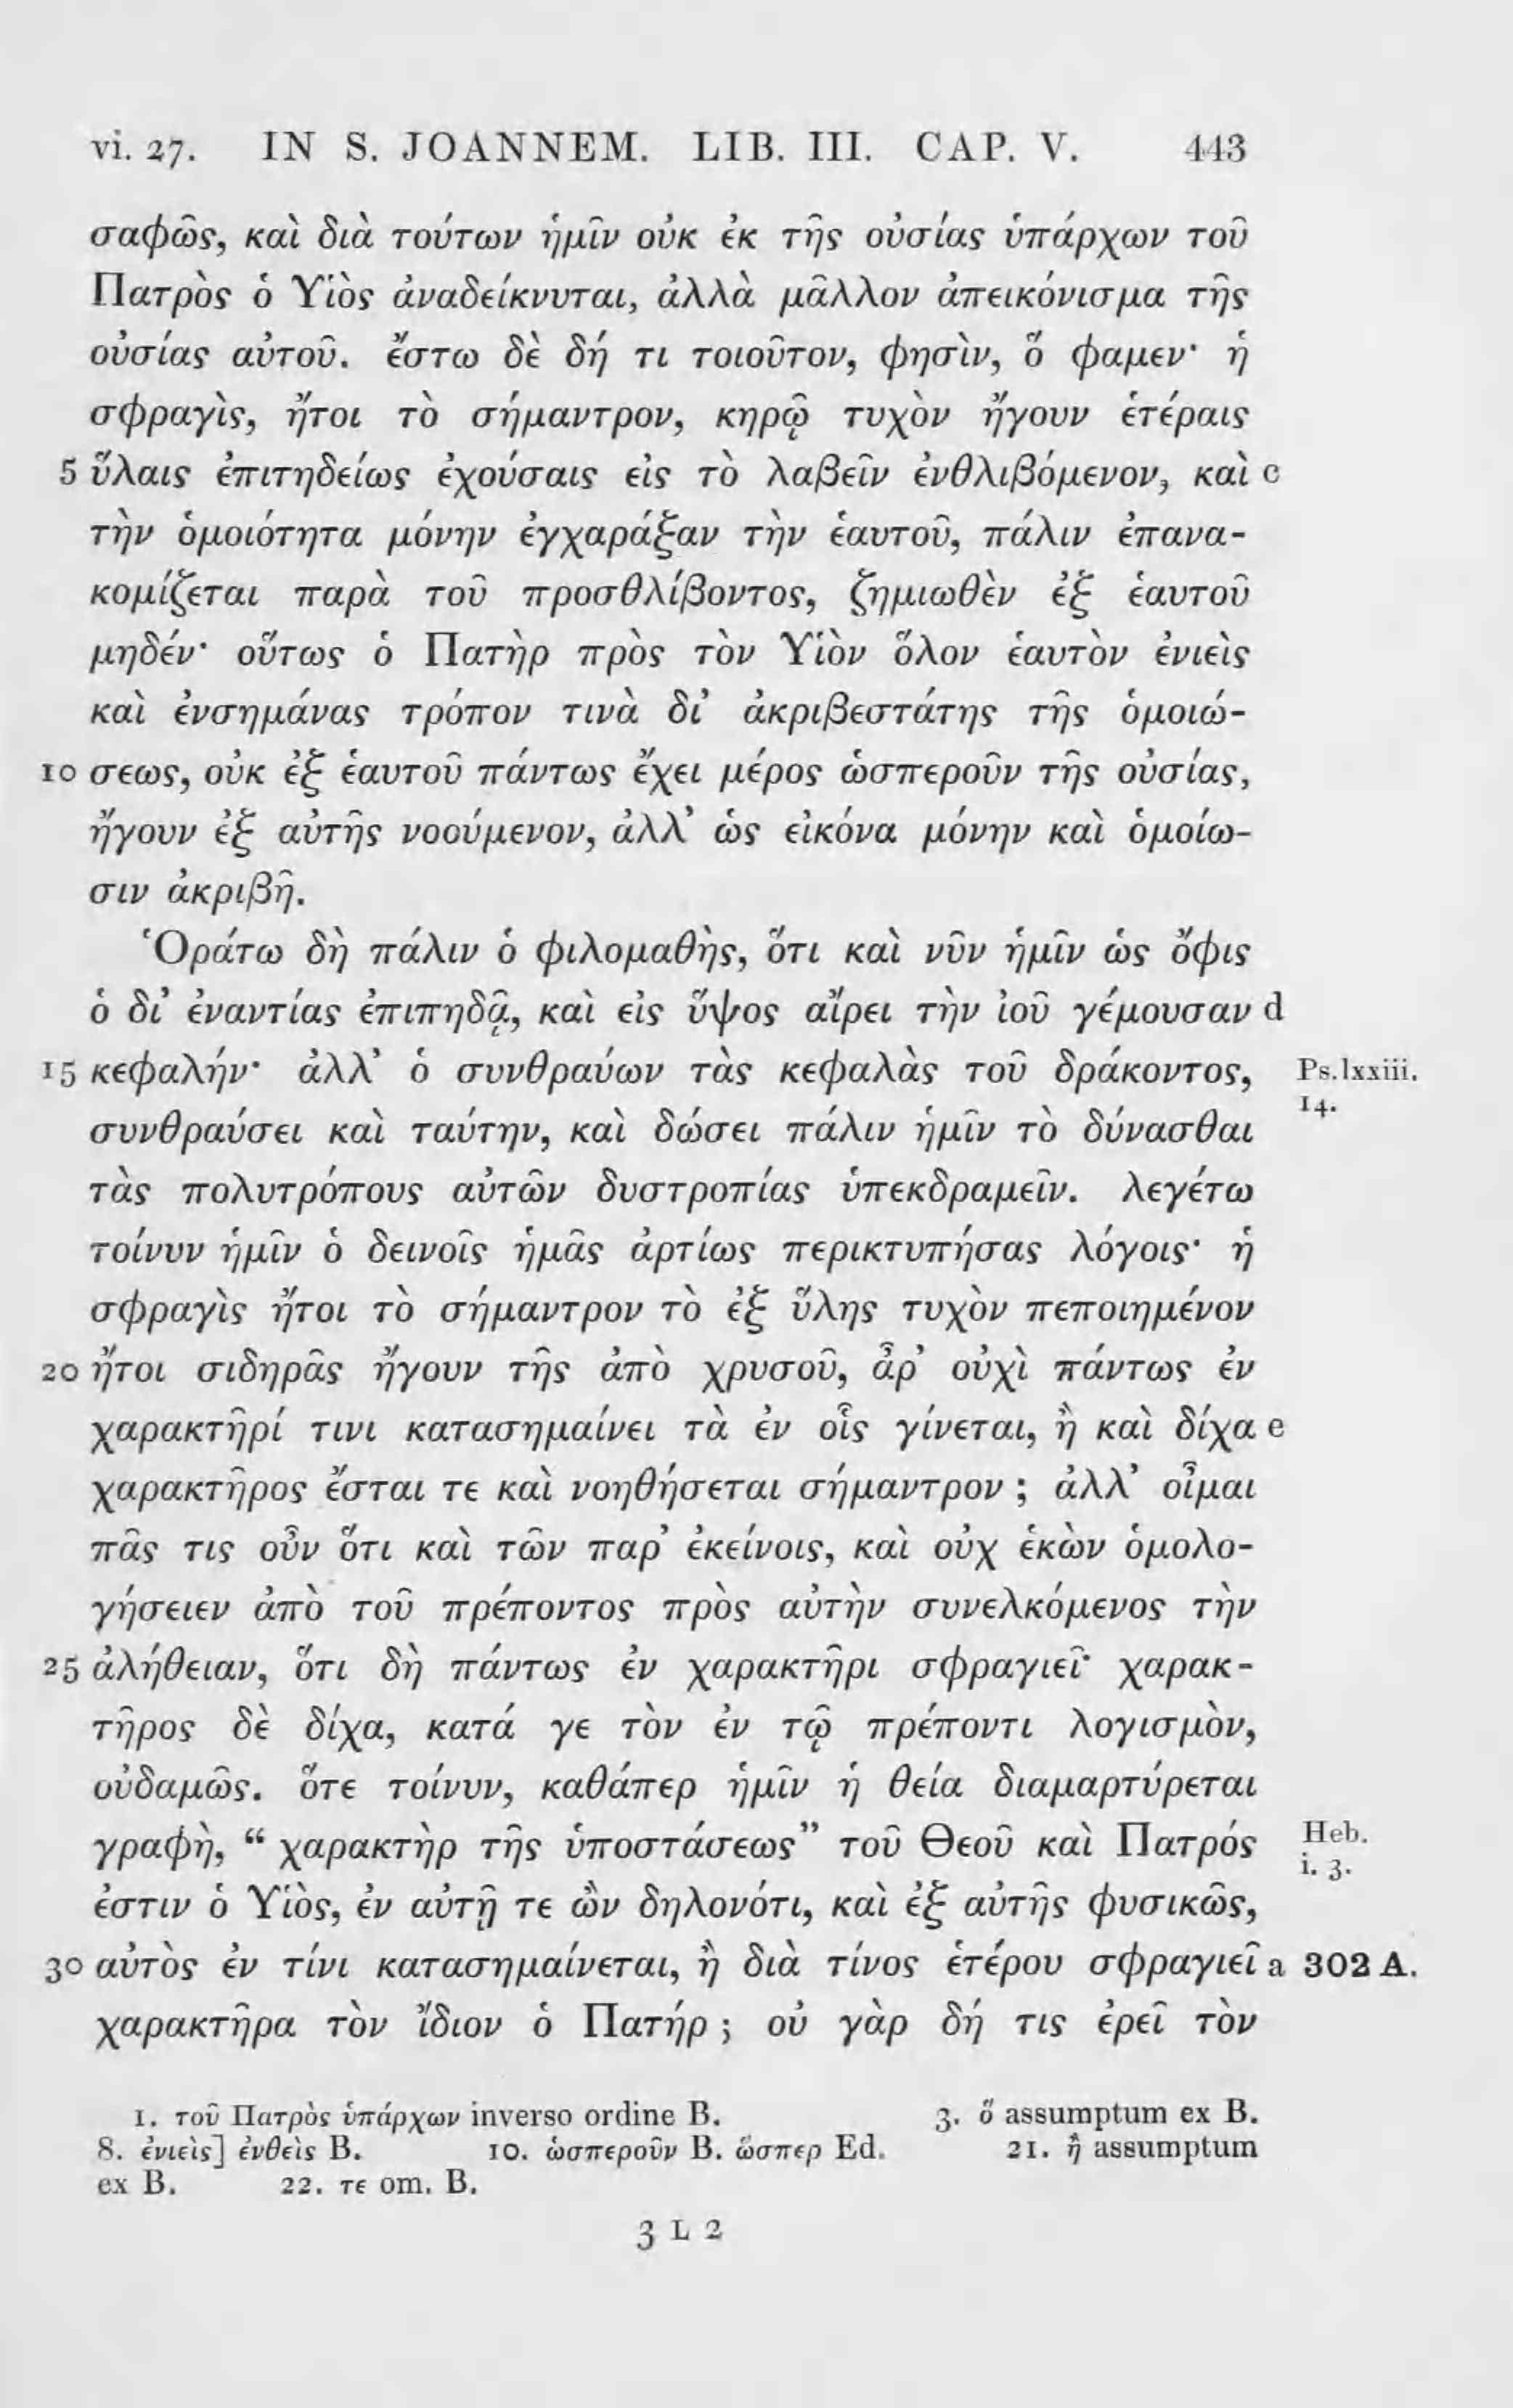 vi. 27. IN S. JOANNEM. LIB. III. CAP. V. 443
σαφῶς, καὶ διὰ τούτων ἡμῖν οὐκ ἐκ τῆς οὐσίας ὑπάρχων τοῦ
Πατρὸς ὁ Υἱὸς ἀναδείκνυται, ἀλλὰ μᾶλλον ἀπεικόνισμα τῆς
οὐσίας αὐτοῦ. ἔστω δὲ δή τι τοιοῦτον, φησὶν, ὅ φαμεν· ἡ
σφραγὶς, ἤτοι τὸ σήμαντρον, κηρῷ τυχὸν ἤγουν ἑτέραις
5 ὕλαις ἐπιτηδείως ἐχούσαις εἰς τὸ λαβεῖν ἐνθλιβόμενον, καὶ c
τὴν ὁμοιότητα μόνην ἐγχαράξαν τὴν ἑαυτοῦ, πάλιν ἐπανα-
κομίζεται παρὰ τοῦ προσθλίβοντος, ζημιωθὲν ἐξ ἑαυτοῦ
μηδέν· οὕτως ὁ Πατὴρ πρὸς τὸν Υἱὸν ὅλον ἑαυτὸν ἐνιεὶς
καὶ ἐνσημάνας τρόπον τινὰ δι’ ἀκριβεστάτης τῆς ὁμοιώ-
10 σεως, οὐκ ἐξ ἑαυτοῦ πάντως ἔχει μέρος ὡσπεροῦν τῆς οὐσίας,
ἤγουν ἐξ αὐτῆς νοούμενον, ἀλλ’ ὡς εἰκόνα μόνην καὶ ὁμοίω-
σιν ἀκριβῆ.
Ὁράτω δὴ πάλιν ὁ φιλομαθὴς, ὅτι καὶ νῦν ἡμῖν ὡς ὄφις
ὁ δι’ ἐναντίας ἐπιπηδᾷ, καὶ εἰς ὕψος αἴρει τὴν ἰοῦ γέμουσαν d
15 κεφαλήν· ἀλλ’ ὁ συνθραύων τὰς κεφαλὰς τοῦ δράκοντος, Ps. lxxiii.
14.
συνθραύσει καὶ ταύτην, καὶ δώσει πάλιν ἡμῖν τὸ δύνασθαι
τὰς πολυτρόπους αὐτῶν δυστροπίας ὑπεκδραμεῖν. λεγέτω
τοίνυν ἡμῖν ὁ δεινοῖς ἡμᾶς ἀρτίως περικτυπήσας λόγοις· ἡ
σφραγὶς ἤτοι τὸ σήμαντρον τὸ ἐξ ὕλης τυχὸν πεποιημένον
20 ἤτοι σιδηρᾶς ἤγουν τῆς ἀπὸ χρυσοῦ, ἆρ’ οὐχὶ πάντως ἐν
χαρακτῆρί τινι κατασημαίνει τὰ ἐν οἷς γίνεται, ἢ καὶ δίχα e
χαρακτῆρος ἔσται τε καὶ νοηθήσεται σήμαντρον ; ἀλλ’ οἶμαι
πᾶς τις οὖν ὅτι καὶ τῶν παρ’ ἐκείνοις, καὶ οὐχ ἑκὼν ὁμολο-
γήσειεν ἀπὸ τοῦ πρέποντος πρὸς αὐτὴν συνελκόμενος τὴν
25 ἀλήθειαν, ὅτι δὴ πάντως ἐν χαρακτῆρι σφραγιεῖ· χαρακ-
τῆρος δὲ δίχα, κατά γε τὸν ἐν τῷ πρέποντι λογισμὸν,
οὐδαμῶς. ὅτε τοίνυν, καθάπερ ἡμῖν ἡ θεία διαμαρτύρεται
γραφὴ, “ χαρακτὴρ τῆς ὑποστάσεως” τοῦ Θεοῦ καὶ Πατρός Heb.
i. 3.
ἐστιν ὁ Υἱὸς, ἐν αὐτῇ τε ὢν δηλονότι, καὶ ἐξ αὐτῆς φυσικῶς,
30 αὐτὸς ἐν τίνι κατασημαίνεται, ἢ διὰ τίνος ἑτέρου σφραγιεῖ a 302 A.
χαρακτῆρα τὸν ἴδιον ὁ Πατήρ ; οὐ γὰρ δή τις ἐρεῖ τὸν
1. τοῦ Πατρὸς ὑπάρχων inverso ordine B. 3. ὅ assumptum ex B.
8. ἐνιεὶς] ἐνθεὶς B. 10. ὡσπεροῦν B. ὥσπερ Ed. 21. ἢ assumptum
ex B. 22. τε om. B.
3 L 2